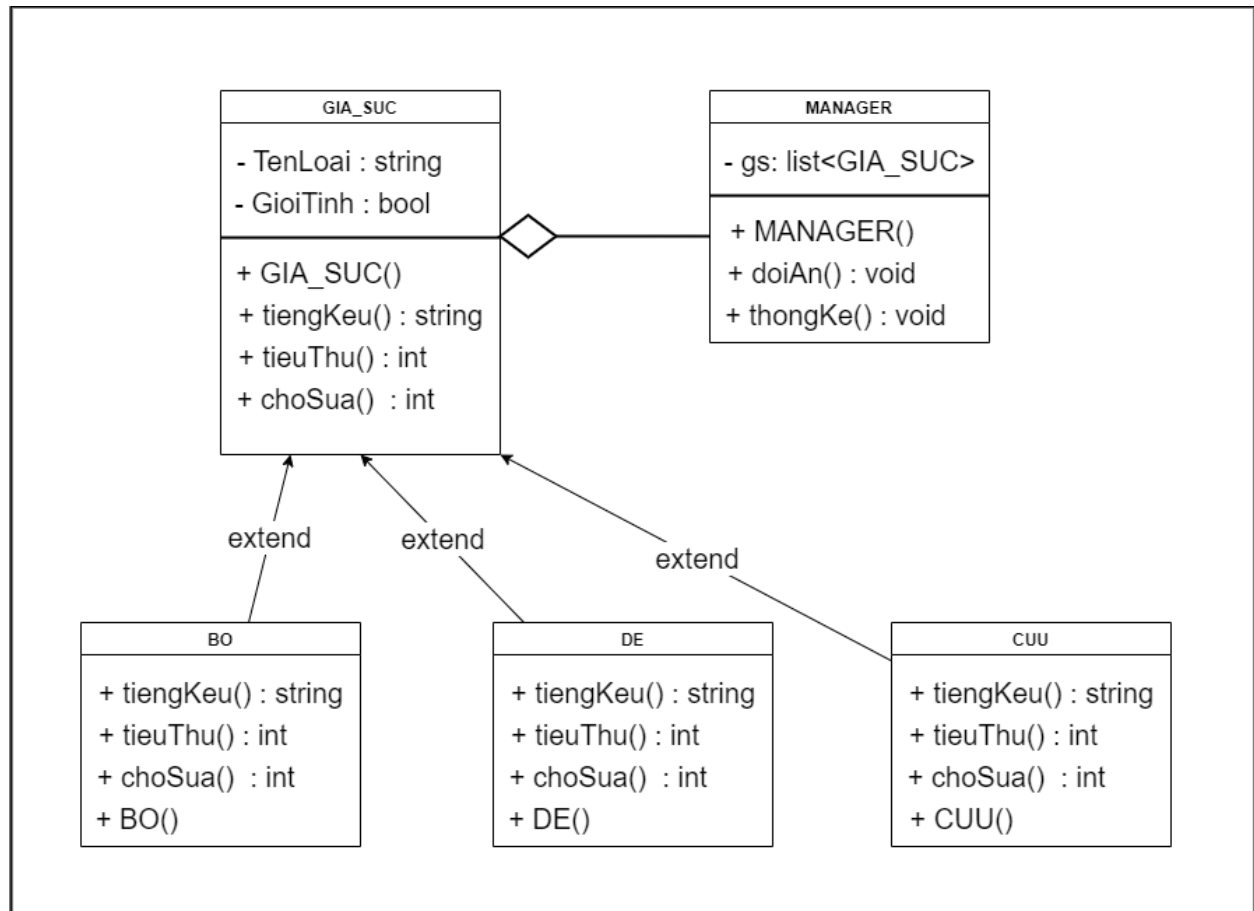 GIA_SUC
- TenLoai : string
- GioiTinh : bool
+ GIA_SUC()
+ tiengKeu() : string
+ tieuThu() : int
+ choSua() : int
MANAGER
- gs: list<GIA_SUC>
+ MANAGER()
+ doiAn() : void
+ thongKe() : void
extend
extend
extend
BO
+ tiengKeu() : string
+ tieuThu() : int
+ choSua() : int
+ BO()
DE
+ tiengKeu() : string
+ tieuThu() : int
+ choSua() : int
+ DE()
CUU
+ tiengKeu() : string
+ tieuThu() : int
+ choSua() : int
+ CUU()